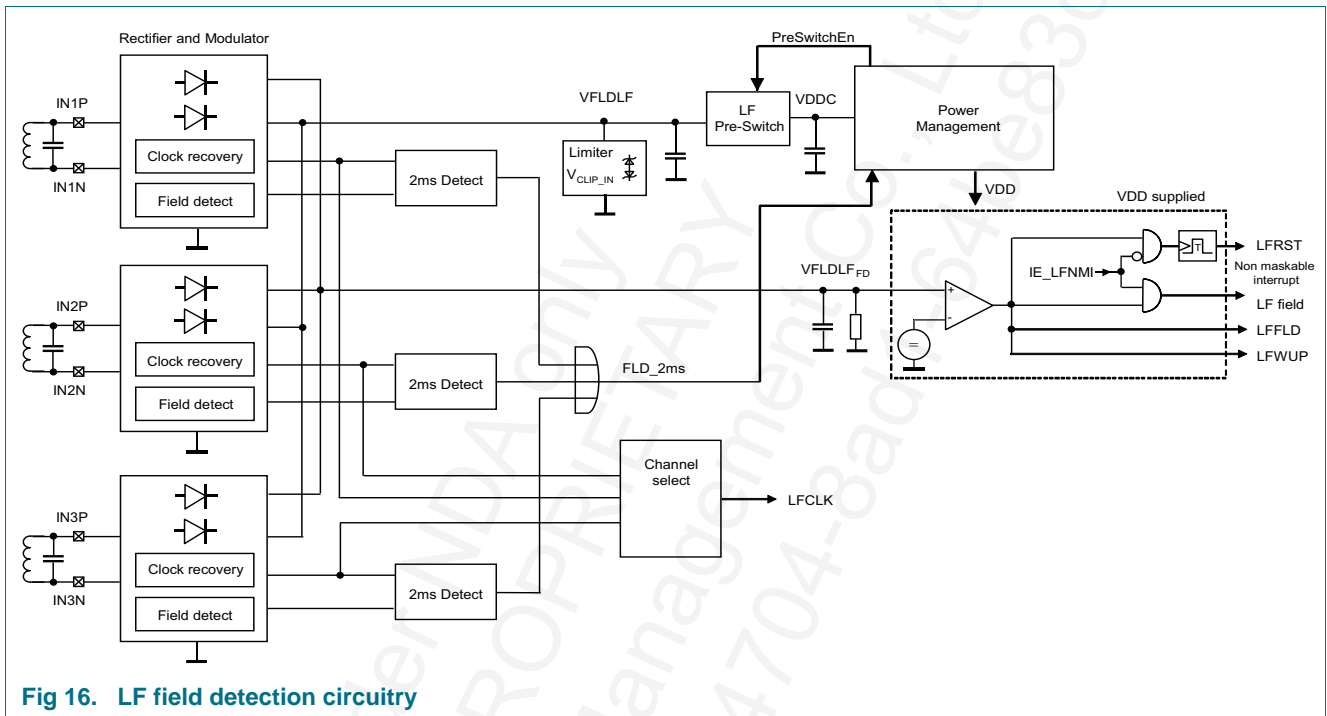 Rectifier and Modulator
IN1P
IN1N
Clock recovery
Field detect
IN2P
IN2N
Clock recovery
Field detect
IN3P
IN3N
Clock recovery
Field detect
2ms Detect
2ms Detect
2ms Detect
VFLDLF
Limiter
VCLIP_IN
PreSwitchEn
LF
Pre-Switch
VDDC
Power
Management
VDD
VDD supplied
FLD_2ms
VFLDLFFD
Channel
select
LFCLK
=
+
-
IE_LFNMI
T
LFRST
Non maskable
interrupt
LF field
LFFLD
LFWUP
Fig 16. LF field detection circuitry